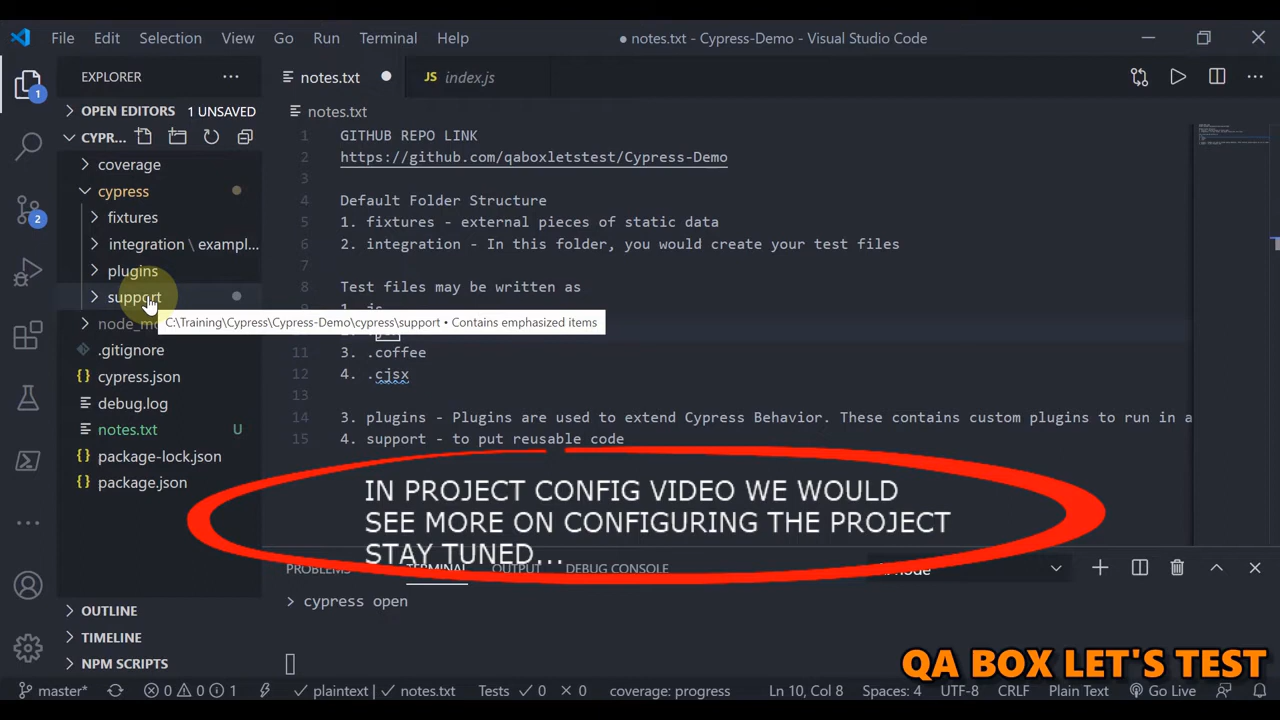 File Edit Selection View Go Run Terminal Help
● notes.txt - Cypress-Demo - Visual Studio Code
EXPLORER
notes.txt
JS index.js
OPEN EDITORS 1 UNSAVED
notes.txt
CYPR...
1 GITHUB REPO LINK
coverage
2 https://github.com/qaboxletstest/Cypress-Demo
cypress
3
4 Default Folder Structure
fixtures
5 1. fixtures - external pieces of static data
integration \ exampl...
6 2. integration - In this folder, you would create your test files
plugins
7
support
8 Test files may be written as
C:\Training\Cypress\Cypress-Demo\cypress\support • Contains emphasized items
.gitignore
11 3. .coffee
cypress.json
12 4. .cjsx
debug.log
13
14 3. plugins - Plugins are used to extend Cypress Behavior. These contains custom plugins to run in a
notes.txt U
15 4. support - to put reusable code
package-lock.json
package.json
IN PROJECT CONFIG VIDEO WE WOULD
SEE MORE ON CONFIGURING THE PROJECT
STAY TUNED...
PROBLEMS TERMINAL OUTPUT DEBUG CONSOLE
> cypress open
OUTLINE
TIMELINE
NPM SCRIPTS
QA BOX LET'S TEST
master* 0 0 1 plaintext | notes.txt Tests 0 0 coverage: progress Ln 10, Col 8 Spaces: 4 UTF-8 CRLF Plain Text Go Live
1
2